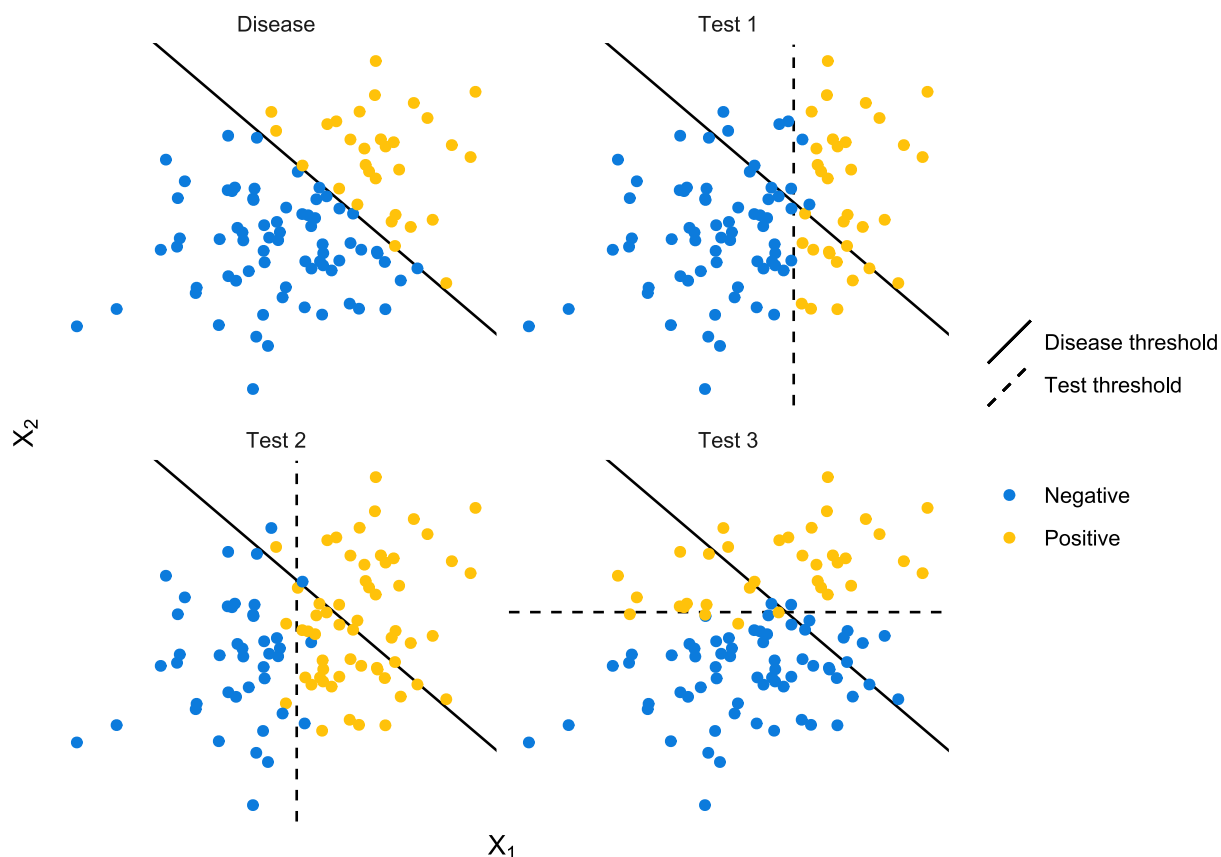 Disease
Test 1
Disease threshold
Test threshold
X₂
Test 2
Test 3
Negative
Positive
X₁